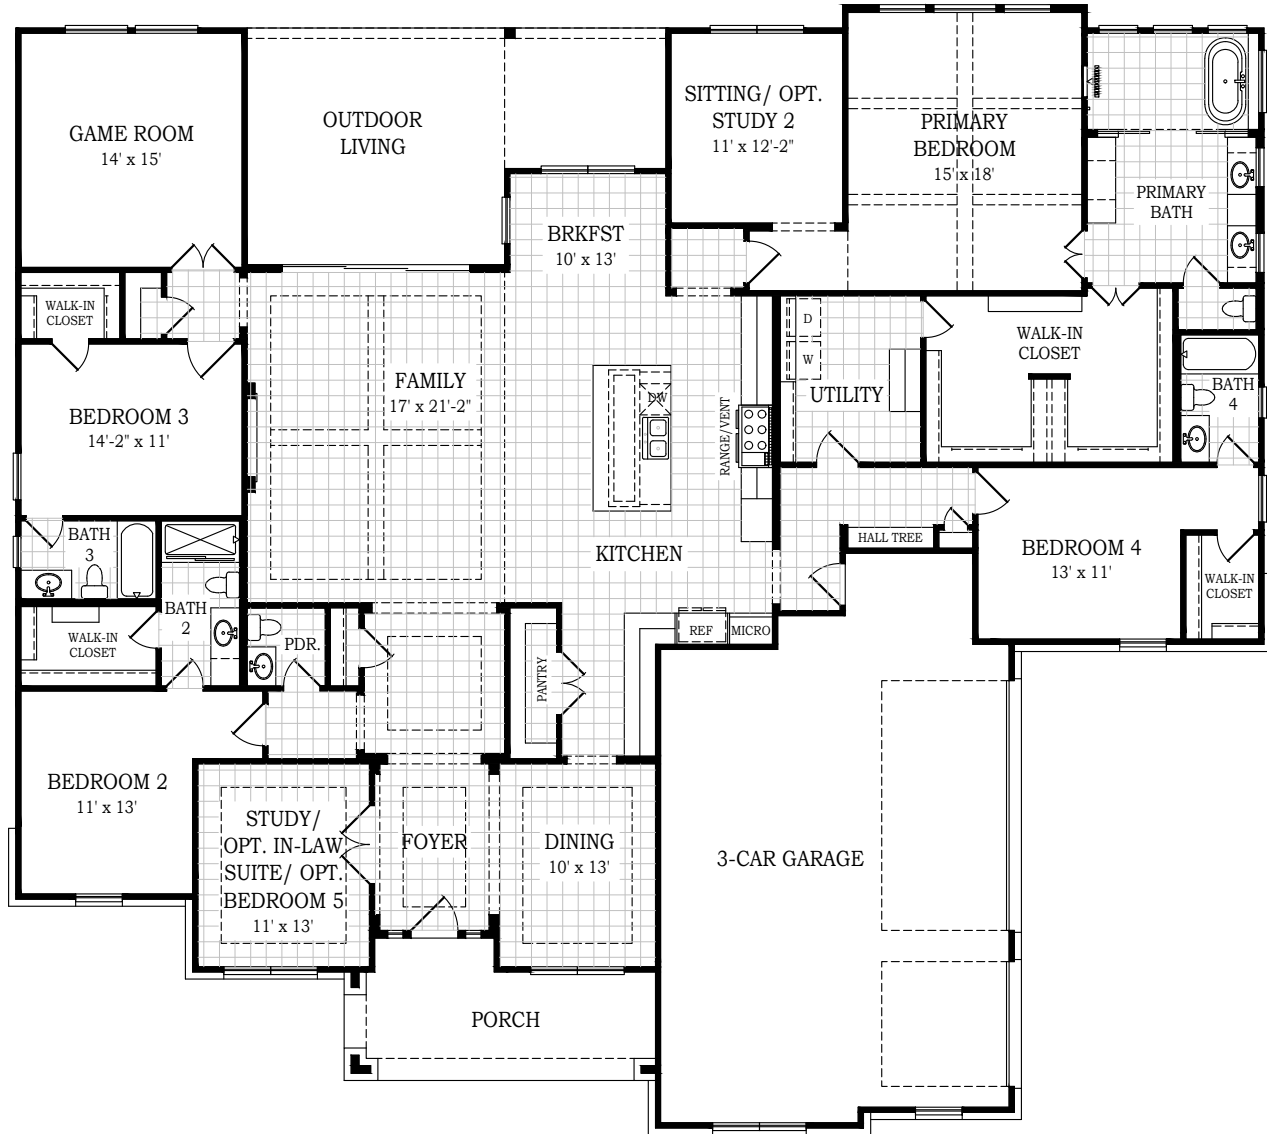 GAME ROOM
14' x 15'
OUTDOOR
LIVING
SITTING/ OPT.
STUDY 2
11' x 12'-2"
PRIMARY
BEDROOM
15' x 18'
PRIMARY
BATH
BRKFST
10' x 13'
WALK-IN
CLOSET
D
W
UTILITY
WALK-IN
CLOSET
BATH
4
FAMILY
17' x 21'-2"
DW
RANGE/VENT
BEDROOM 3
14'-2" x 11'
BATH
3
KITCHEN
HALL TREE
BEDROOM 4
13' x 11'
WALK-IN
CLOSET
WALK-IN
CLOSET
BATH
2
PDR.
REF
MICRO
PANTRY
BEDROOM 2
11' x 13'
STUDY/
OPT. IN-LAW
SUITE/ OPT.
BEDROOM 5
11' x 13'
FOYER
DINING
10' x 13'
3-CAR GARAGE
PORCH